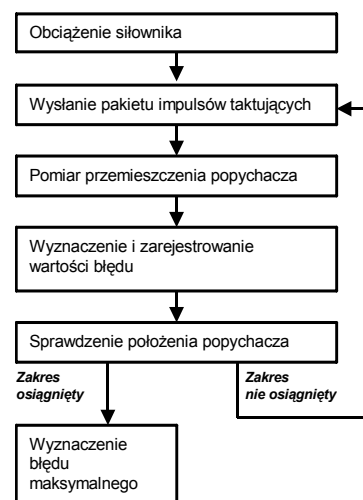 Obciążenie siłownika
Wysłanie pakietu impulsów taktujących
Pomiar przemieszczenia popychacza
Wyznaczenie i zarejestrowanie
wartości błędu
Sprawdzenie położenia popychacza
Zakres
osiągnięty
Zakres
nie osiągnięty
Wyznaczenie
błędu
maksymalnego